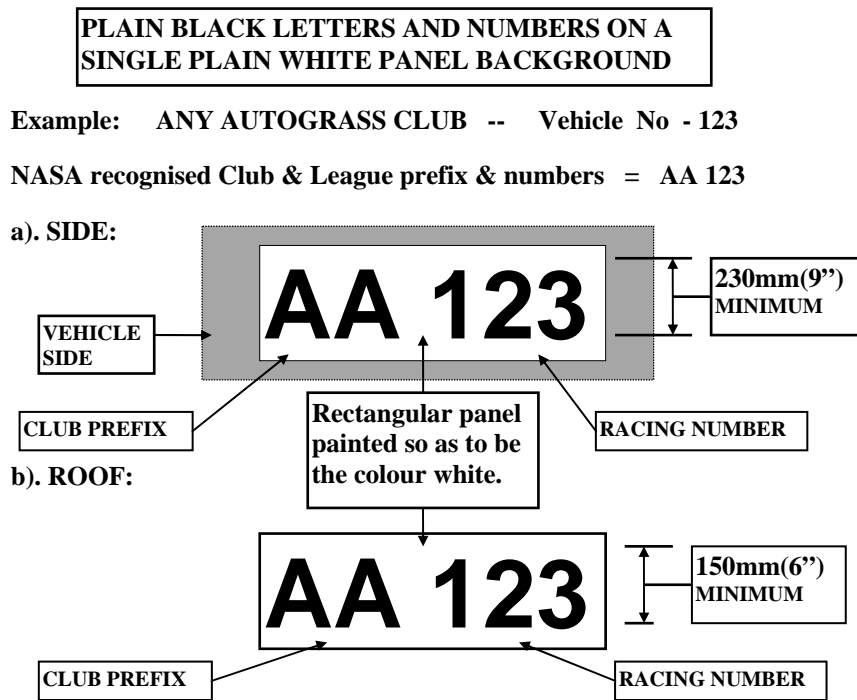 PLAIN BLACK LETTERS AND NUMBERS ON A
SINGLE PLAIN WHITE PANEL BACKGROUND
Example: ANY AUTOGRASS CLUB -- Vehicle No - 123
NASA recognised Club & League prefix & numbers = AA 123
a). SIDE:
AA 123
230mm(9”)
MINIMUM
VEHICLE
SIDE
CLUB PREFIX
Rectangular panel
painted so as to be
the colour white.
RACING NUMBER
b). ROOF:
AA 123
150mm(6”)
MINIMUM
CLUB PREFIX
RACING NUMBER